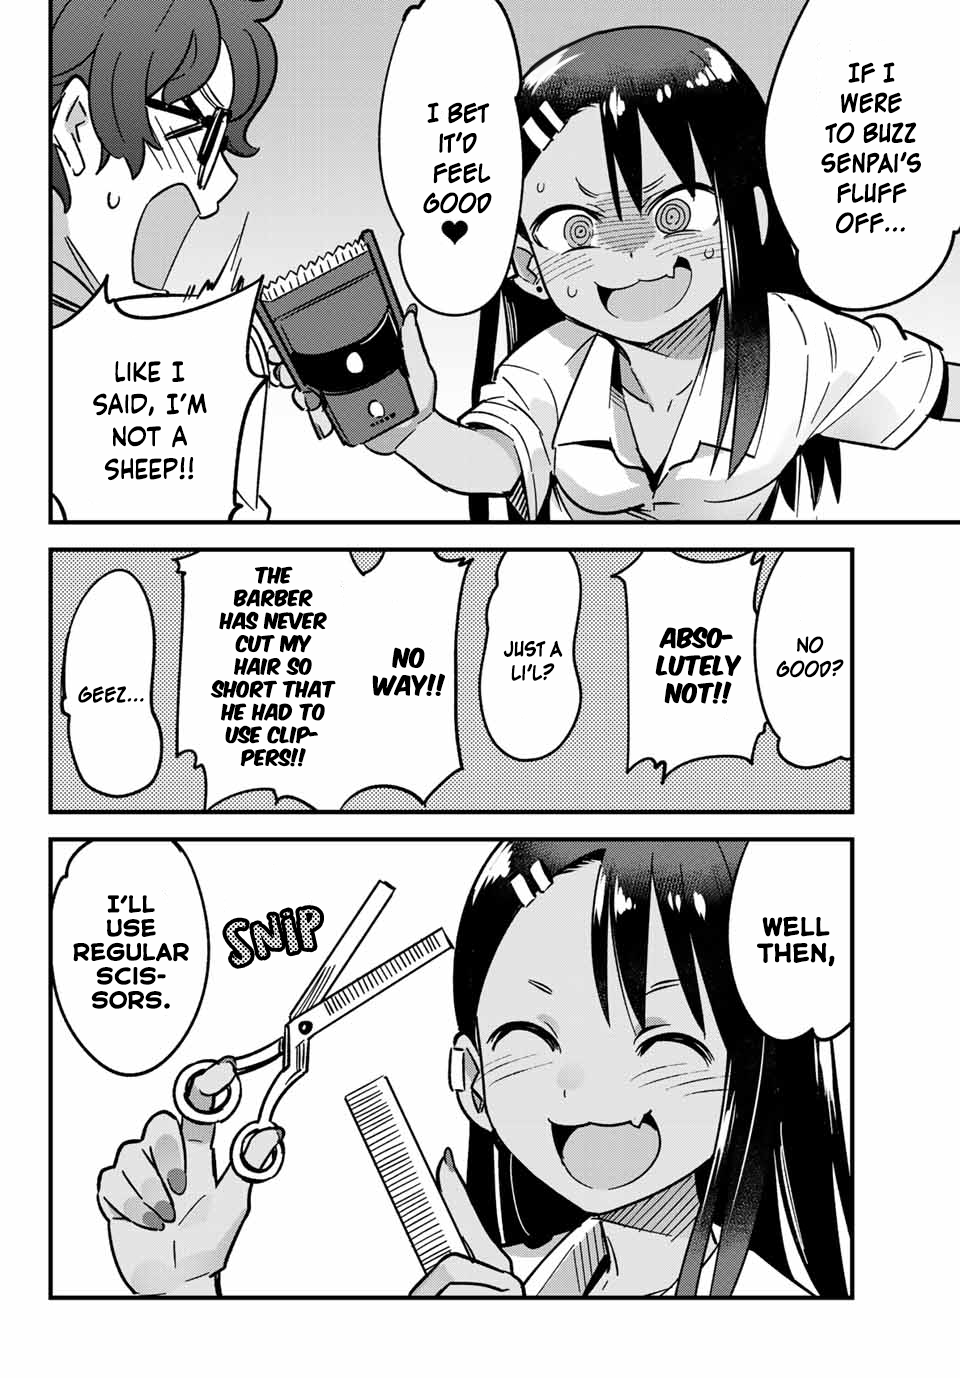 IF I
WERE
TO BUZZ
SENPAI'S
FLUFF
OFF...
I BET
IT'D
FEEL
GOOD
♥
LIKE I
SAID, I'M
NOT A
SHEEP!!
NO
GOOD?
ABSO-
LUTELY
NOT!!
JUST A
LI'L?
NO
WAY!!
THE
BARBER
HAS NEVER
CUT MY
HAIR SO
SHORT THAT
HE HAD TO
USE CLIP-
PERS!!
GEEZ...
WELL
THEN,
SNIP
I'LL
USE
REGULAR
SCIS-
SORS.